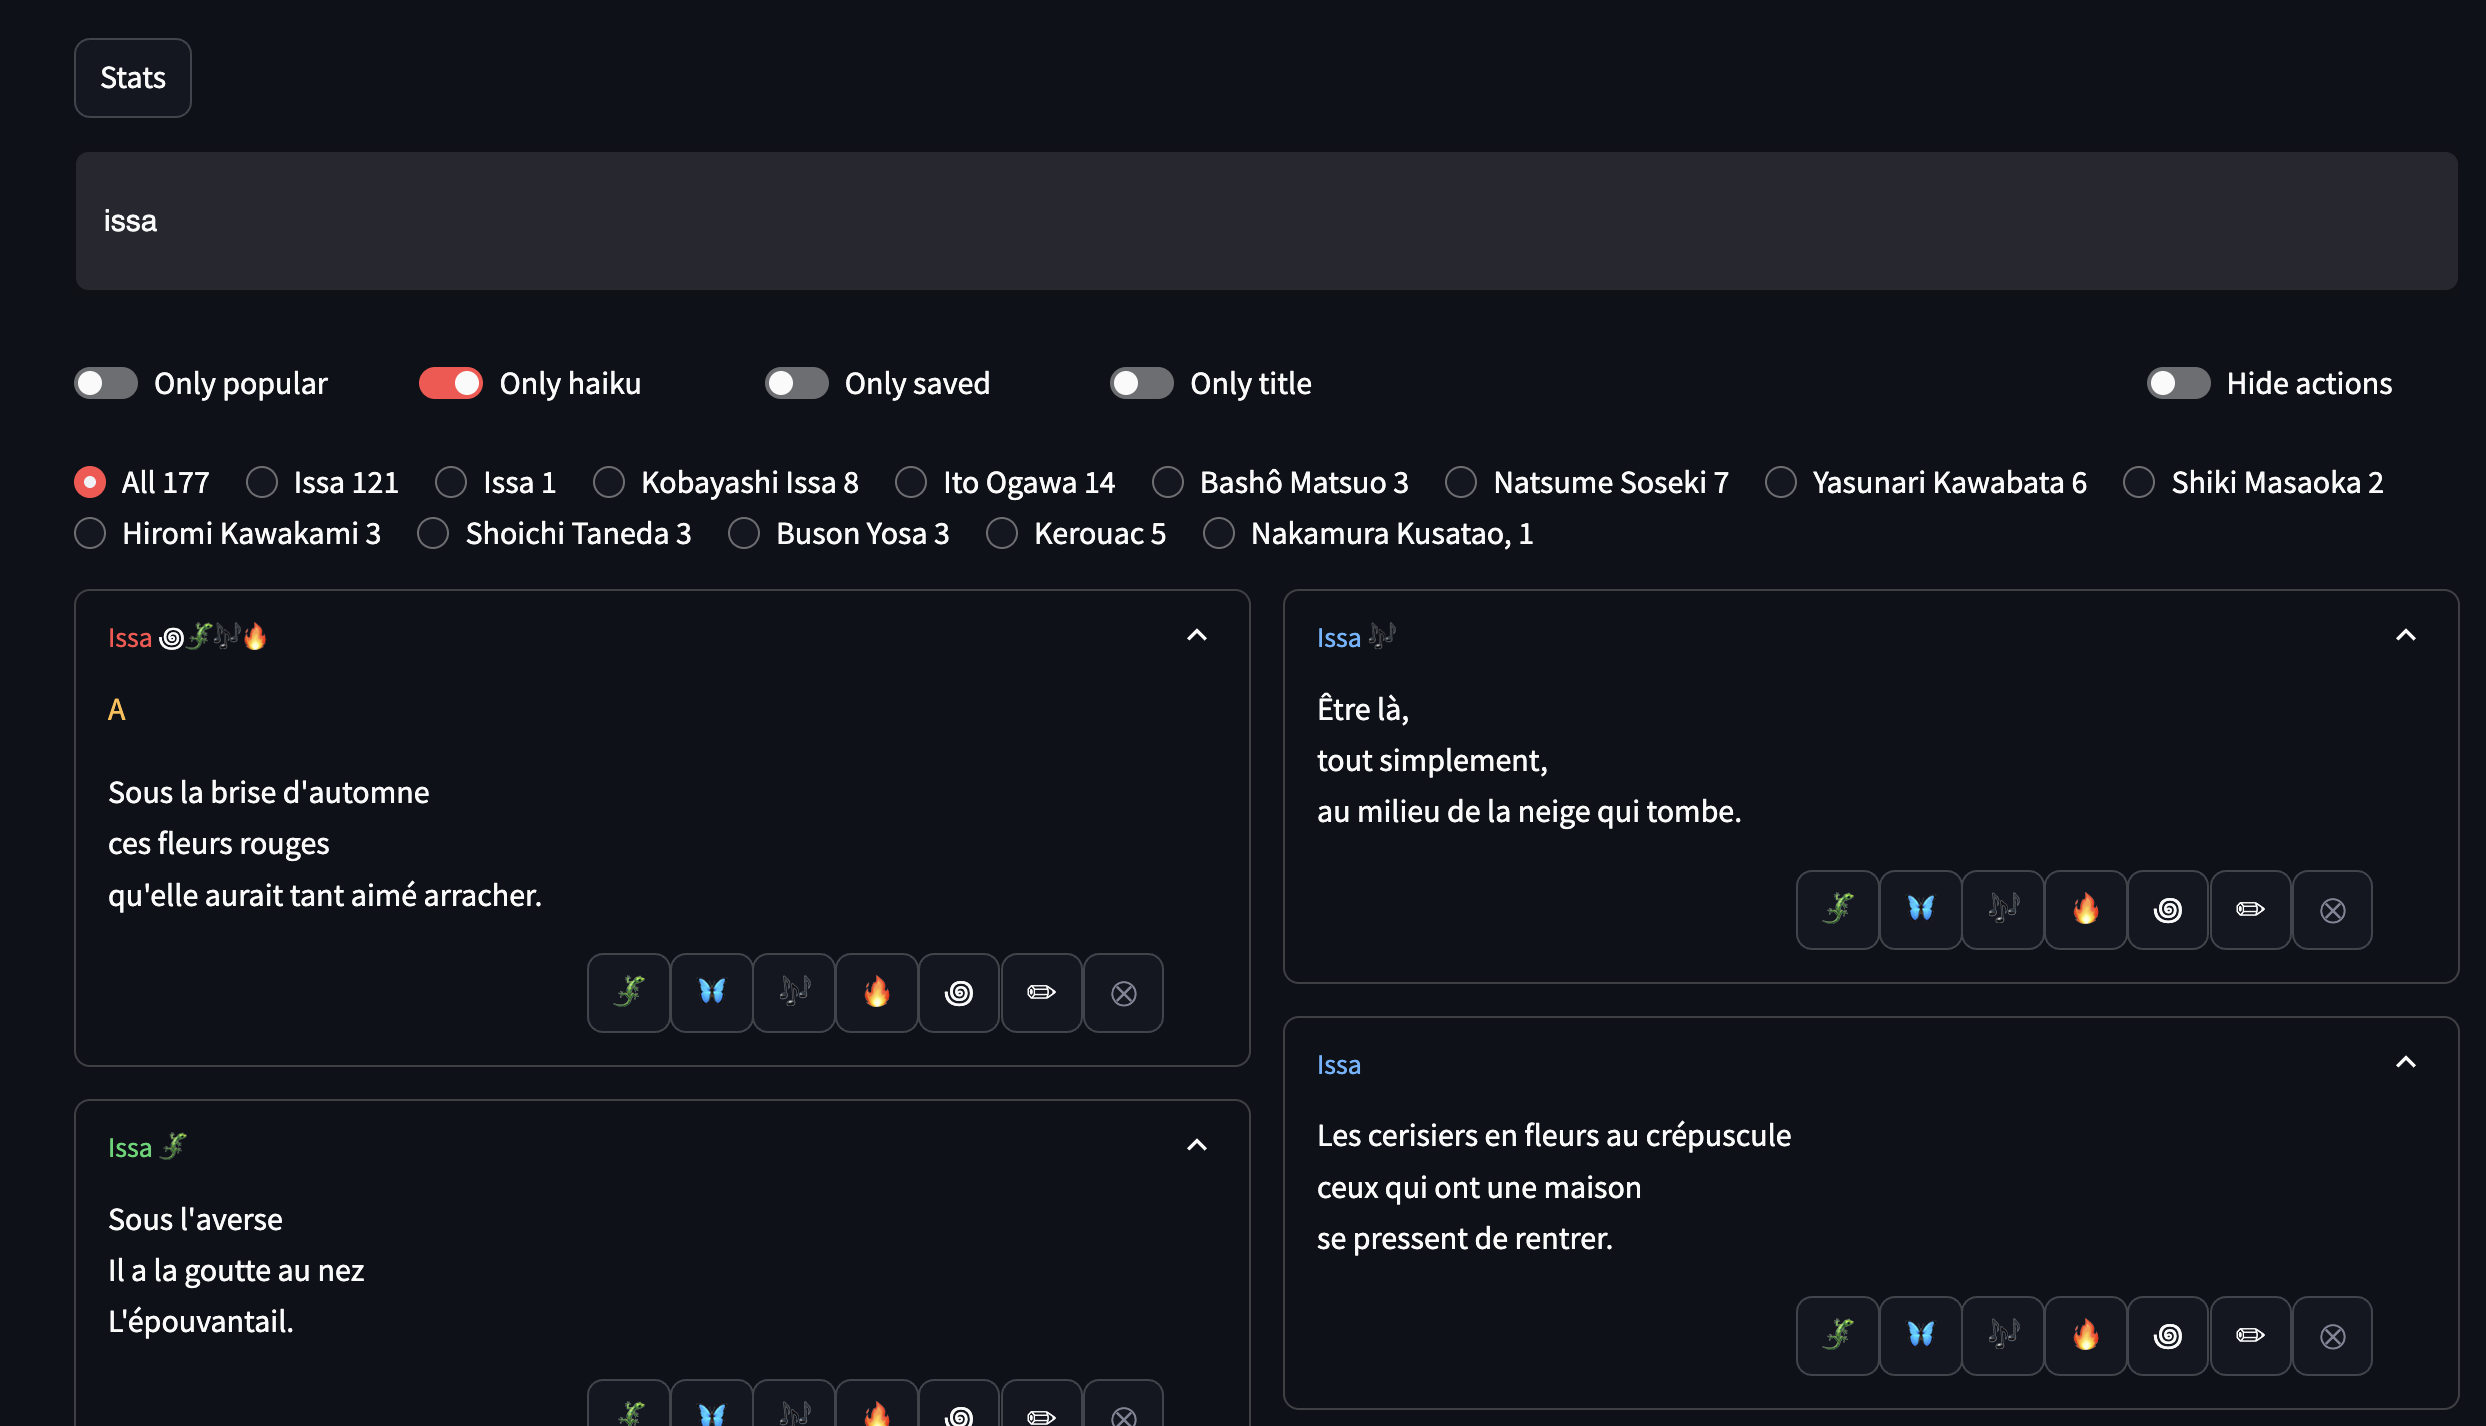 Stats
issa
Only popular Only haiku Only saved Only title Hide actions
All 177 Issa 121 Issa 1 Kobayashi Issa 8 Ito Ogawa 14 Bashô Matsuo 3 Natsume Soseki 7 Yasunari Kawabata 6 Shiki Masaoka 2
Hiromi Kawakami 3 Shoichi Taneda 3 Buson Yosa 3 Kerouac 5 Nakamura Kusatao, 1
Issa
A
Sous la brise d'automne
ces fleurs rouges
qu'elle aurait tant aimé arracher.
Issa
Sous l'averse
Il a la goutte au nez
L'épouvantail.
Issa
Être là,
tout simplement,
au milieu de la neige qui tombe.
Issa
Les cerisiers en fleurs au crépuscule
ceux qui ont une maison
se pressent de rentrer.